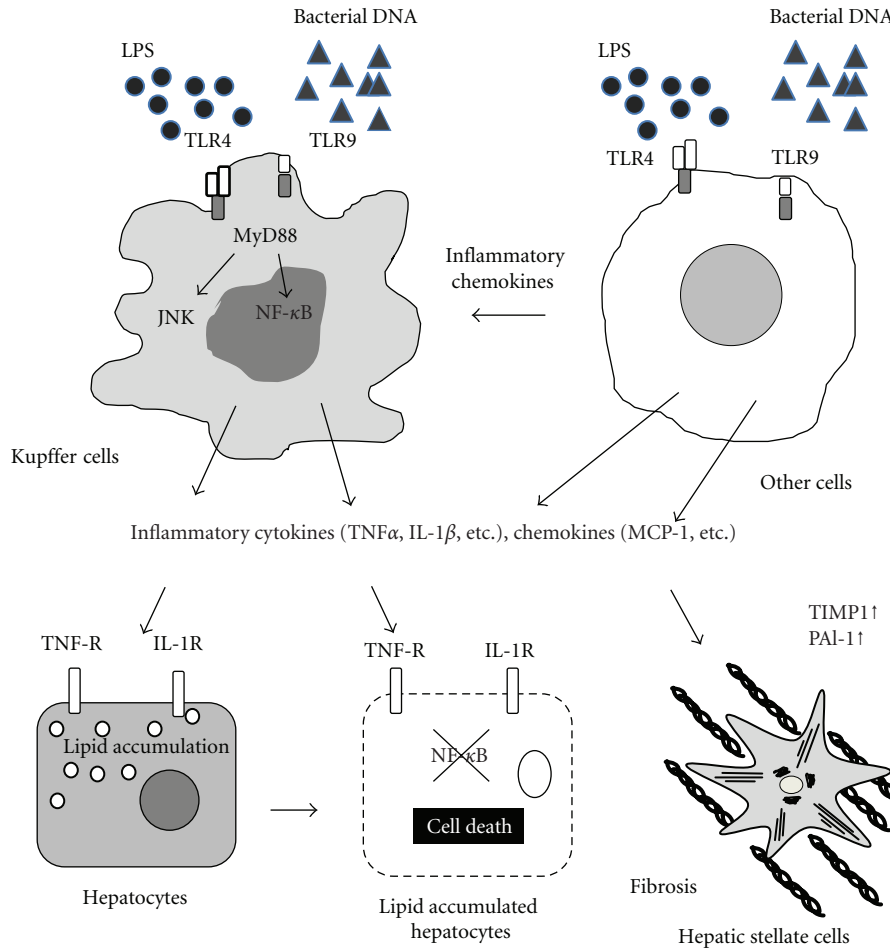 Bacterial DNA
LPS
TLR4
TLR9
MyD88
JNK
NF-κB
Kupffer cells
Inflammatory
chemokines
Bacterial DNA
LPS
TLR4
TLR9
Other cells
Inflammatory cytokines (TNFα, IL-1β, etc.), chemokines (MCP-1, etc.)
TNF-R
IL-1R
Lipid accumulation
Hepatocytes
TNF-R
IL-1R
NF-κB
Cell death
Lipid accumulated
hepatocytes
TIMP1↑
PAl-1↑
Fibrosis
Hepatic stellate cells